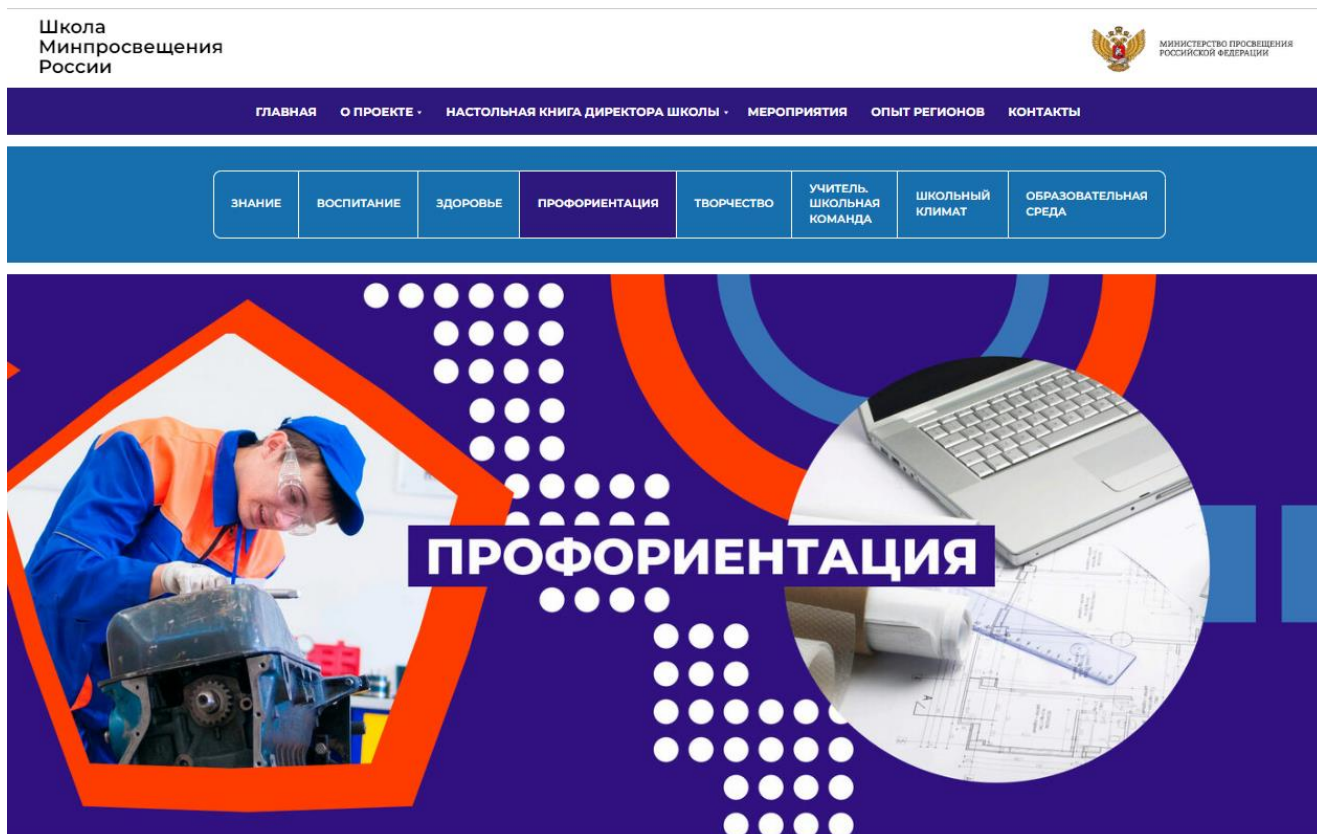 Школа
Минпросвещения
России
МИНИСТЕРСТВО ПРОСВЕЩЕНИЯ
РОССИЙСКОЙ ФЕДЕРАЦИИ
ГЛАВНАЯ О ПРОЕКТЕ НАСТОЛЬНАЯ КНИГА ДИРЕКТОРА ШКОЛЫ МЕРОПРИЯТИЯ ОПЫТ РЕГИОНОВ КОНТАКТЫ
ЗНАНИЕ
ВОСПИТАНИЕ
ЗДОРОВЬЕ
ПРОФОРИЕНТАЦИЯ
ТВОРЧЕСТВО
УЧИТЕЛЬ.
ШКОЛЬНАЯ
КОМАНДА
ШКОЛЬНЫЙ
КЛИМАТ
ОБРАЗОВАТЕЛЬНАЯ
СРЕДА
ПРОФОРИЕНТАЦИЯ